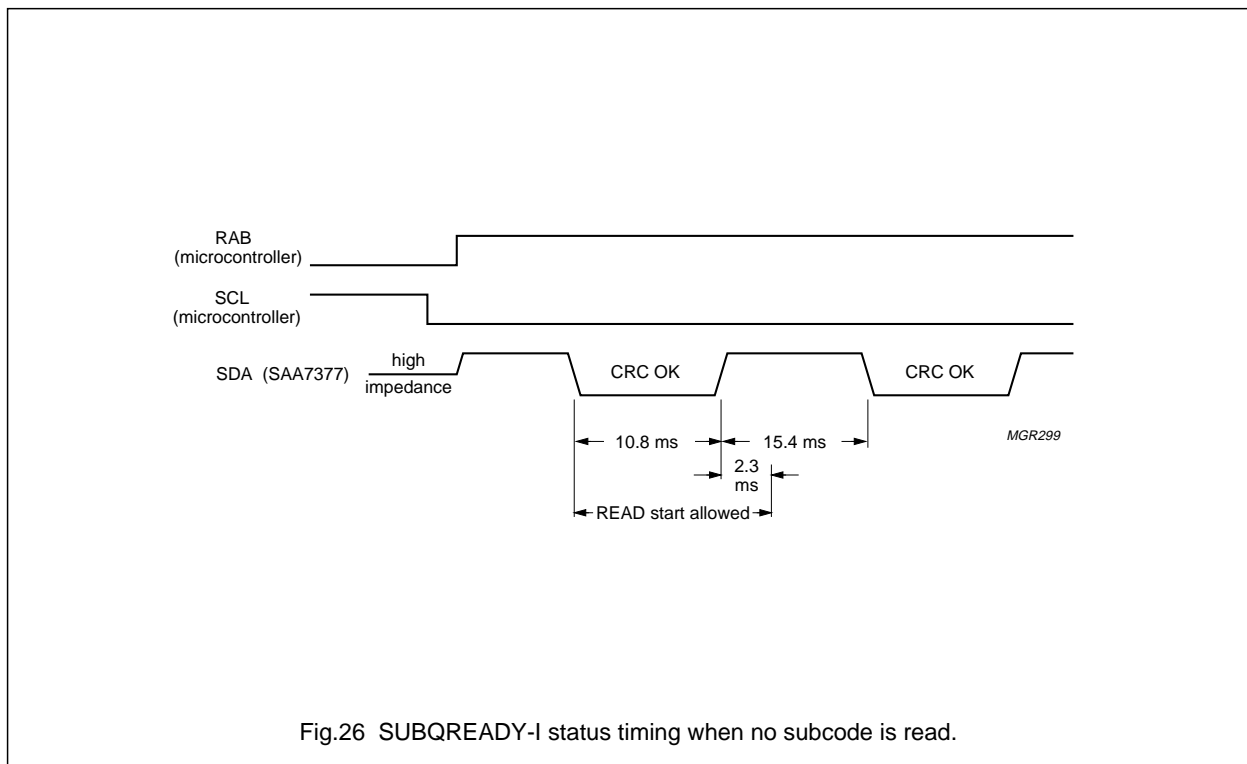 RAB
(microcontroller)
SCL
(microcontroller)
SDA (SAA7377)
high
impedance
CRC OK
CRC OK
10.8 ms
15.4 ms
2.3
ms
READ start allowed
MGR299
Fig.26 SUBQREADY-I status timing when no subcode is read.